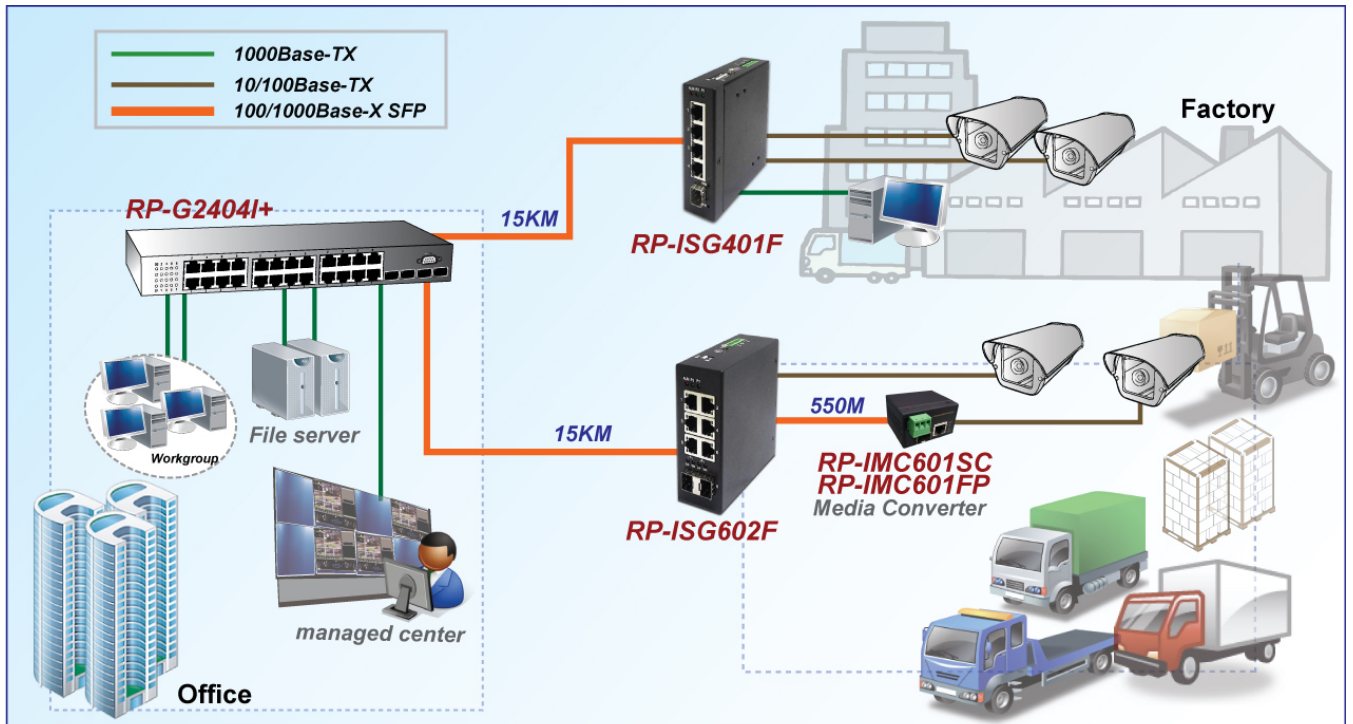 1000Base-TX
10/100Base-TX
100/1000Base-X SFP
Factory
RP-G2404I+
15KM
RP-ISG401F
Workgroup
File server
15KM
550M
RP-IMC601SC
RP-IMC601FP
Media Converter
RP-ISG602F
managed center
Office